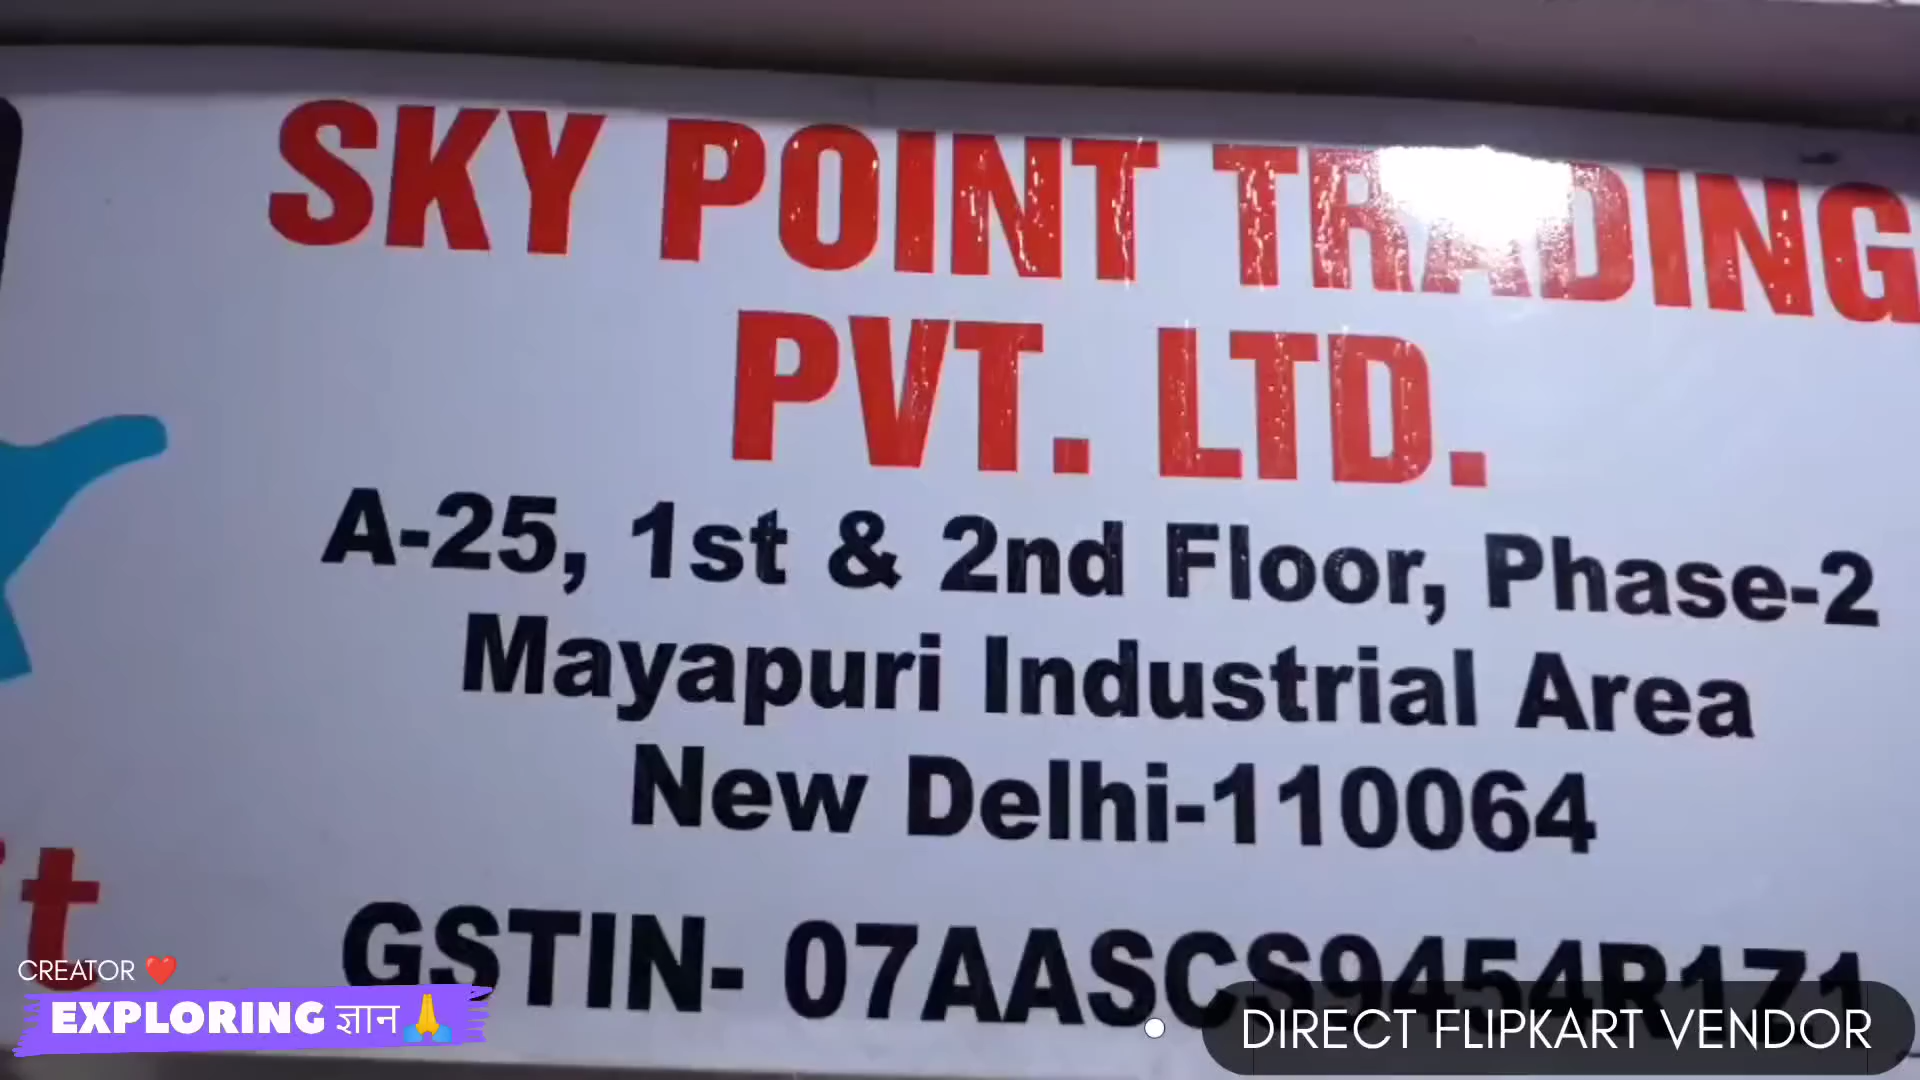 SKY POINT TRADING
PVT. LTD.
A-25, 1st & 2nd Floor, Phase-2
Mayapuri Industrial Area
New Delhi-110064
GSTIN- 07AASCS9454R1Z1
CREATOR ❤️
EXPLORING ज्ञान 🙏
DIRECT FLIPKART VENDOR